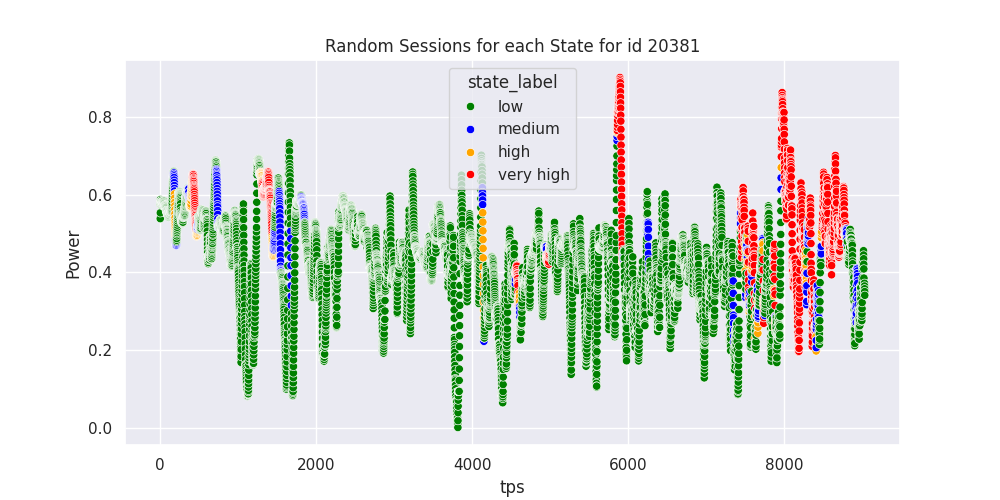 Random Sessions for each State for id 20381
state_label
low
medium
high
very high
0.8
0.6
0.4
0.2
0.0
Power
0 2000 4000 6000 8000
tps